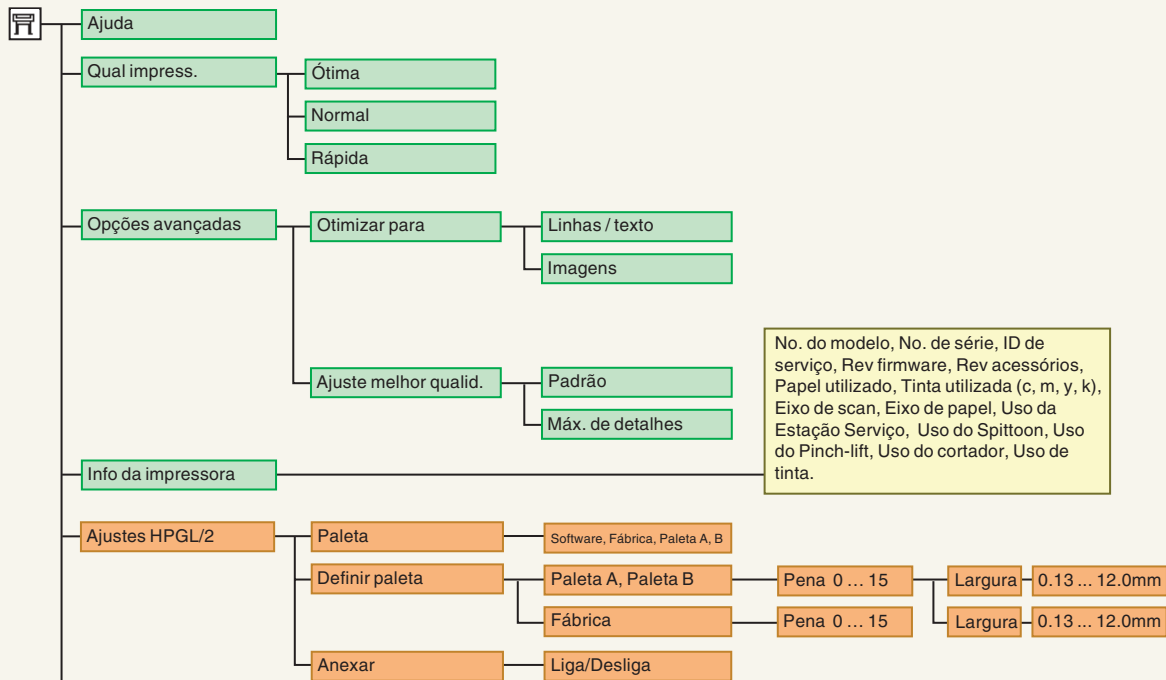 Ajuda
Qual impress.
Ótima
Normal
Rápida
Opções avançadas
Otimizar para
Linhas / texto
Imagens
Ajuste melhor qualid.
Padrão
Máx. de detalhes
Info da impressora
No. do modelo, No. de série, ID de
serviço, Rev firmware, Rev acessórios,
Papel utilizado, Tinta utilizada (c, m, y, k),
Eixo de scan, Eixo de papel, Uso da
Estação Serviço, Uso do Spittoon, Uso
do Pinch-lift, Uso do cortador, Uso de
tinta.
Ajustes HPGL/2
Paleta
Software, Fábrica, Paleta A, B
Definir paleta
Paleta A, Paleta B
Pena 0 ... 15
Largura
0.13 ... 12.0mm
Fábrica
Pena 0 ... 15
Largura
0.13 ... 12.0mm
Anexar
Liga/Desliga